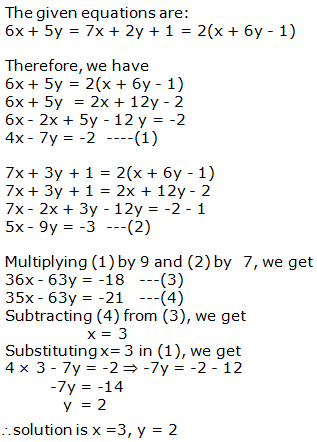 The given equations are:
6x + 5y = 7x + 2y + 1 = 2(x + 6y - 1)
Therefore, we have
6x + 5y = 2(x + 6y - 1)
6x + 5y = 2x + 12y - 2
6x - 2x + 5y - 12 y = -2
4x - 7y = -2 ----(1)
7x + 3y + 1 = 2(x + 6y - 1)
7x + 3y + 1 = 2x + 12y - 2
7x - 2x + 3y - 12y = -2 - 1
5x - 9y = -3 ---(2)
Multiplying (1) by 9 and (2) by 7, we get
36x - 63y = -18 ---(3)
35x - 63y = -21 ---(4)
Subtracting (4) from (3), we get
x = 3
Substituting x= 3 in (1), we get
4 × 3 - 7y = -2 ⇒ -7y = -2 - 12
-7y = -14
y = 2
∴solution is x =3, y = 2